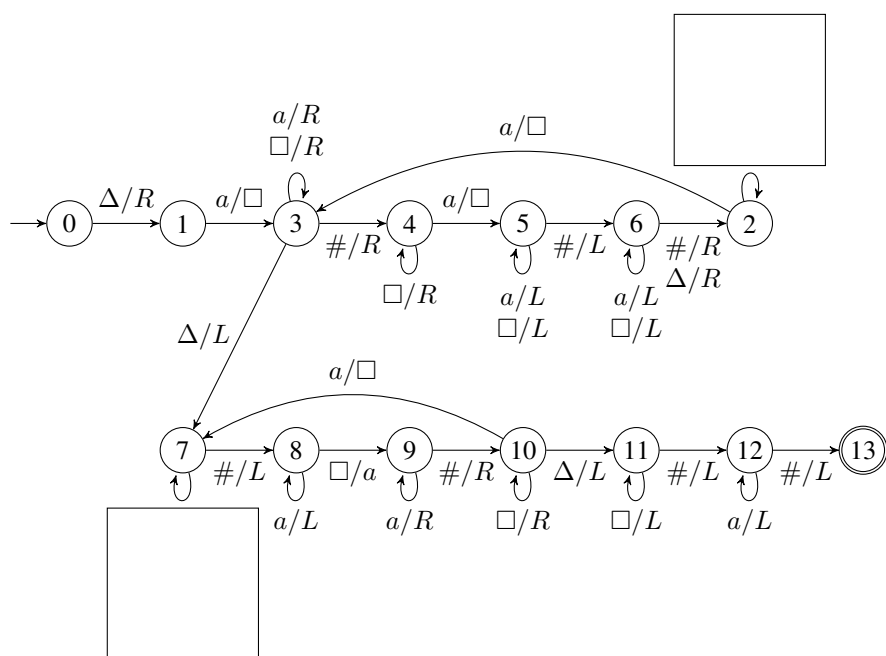 a/R
□/R
a/□
0
Δ/R
1
a/□
3
#/R
4
a/□
5
#/L
6
#/R
Δ/R
2
□/R
a/L
□/L
a/L
□/L
Δ/L
a/□
7
#/L
8
□/a
9
#/R
10
Δ/L
11
#/L
12
#/L
13
a/L
a/R
□/R
□/L
a/L